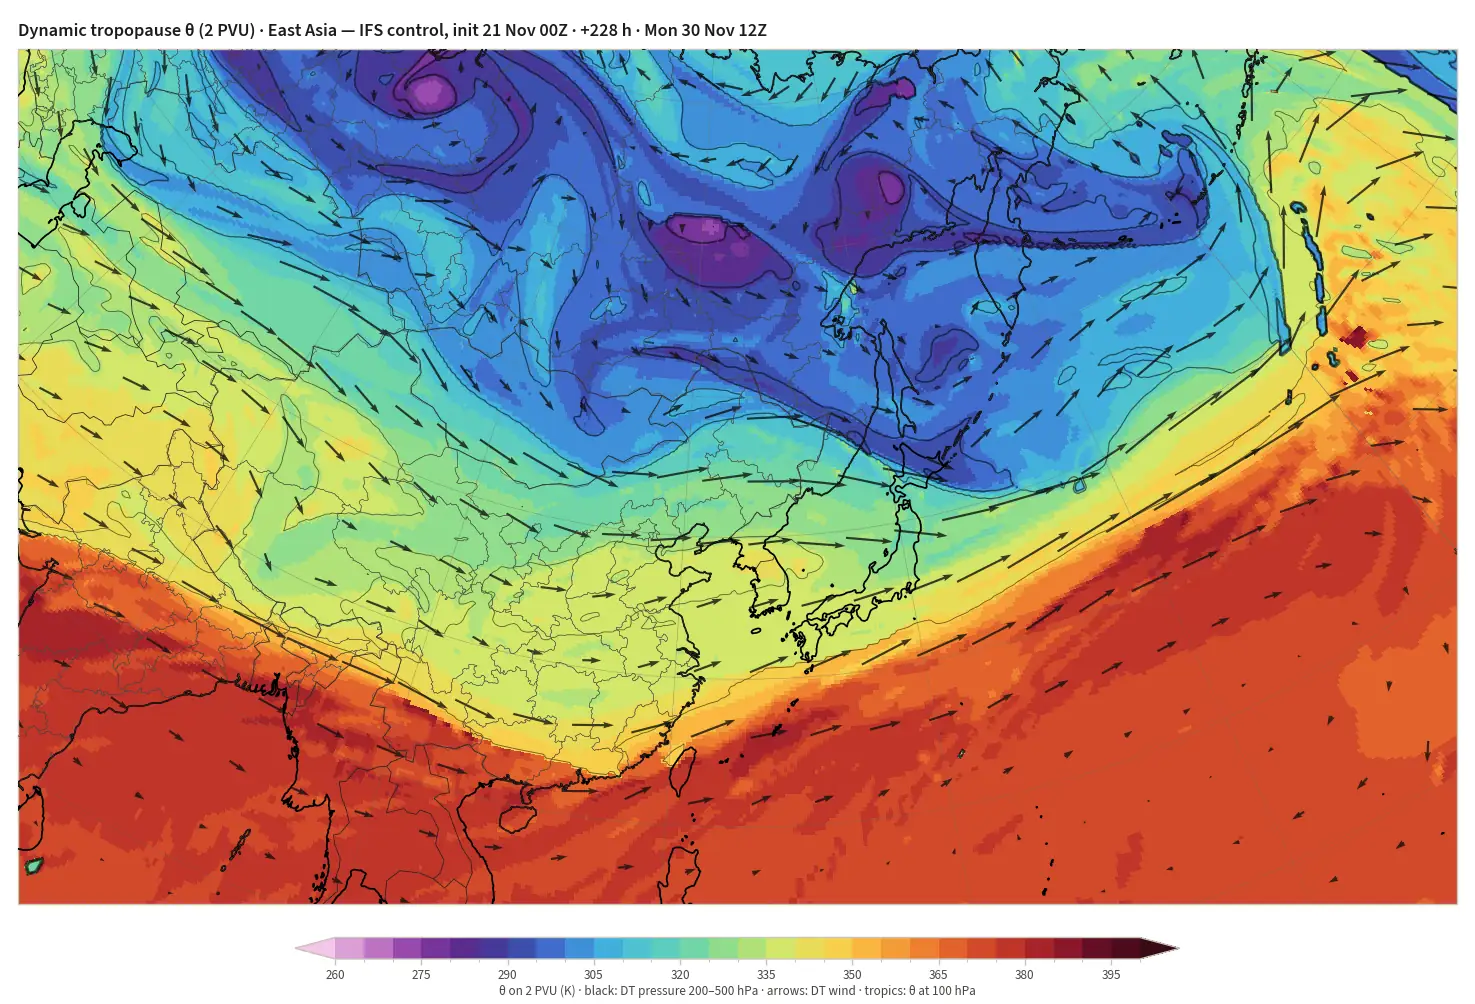 Dynamic tropopause θ (2 PVU) · East Asia — IFS control, init 21 Nov 00Z · +228 h · Mon 30 Nov 12Z
260 275 290 305 320 335 350 365 380 395
θ on 2 PVU (K) · black: DT pressure 200–500 hPa · arrows: DT wind · tropics: θ at 100 hPa